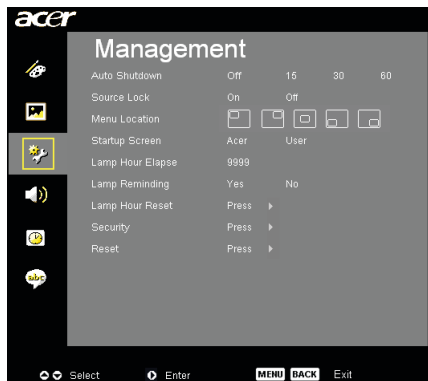 acer
Management
Auto Shutdown Off 15 30 60
Source Lock On Off
Menu Location
Startup Screen Acer User
Lamp Hour Elapse 9999
Lamp Reminding Yes No
Lamp Hour Reset Press
Security Press
Reset Press
abc
Select Enter MENU BACK Exit